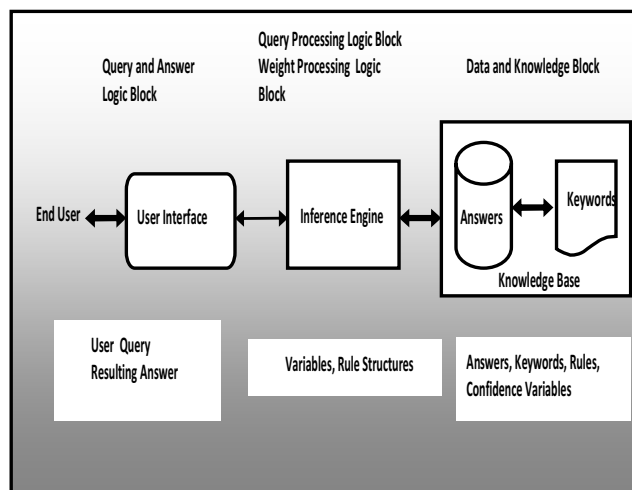 Query and Answer
Logic Block
Query Processing Logic Block
Weight Processing Logic
Block
Data and Knowledge Block
End User
User Interface
Inference Engine
Answers
Keywords
Knowledge Base
User Query
Resulting Answer
Variables, Rule Structures
Answers, Keywords, Rules,
Confidence Variables